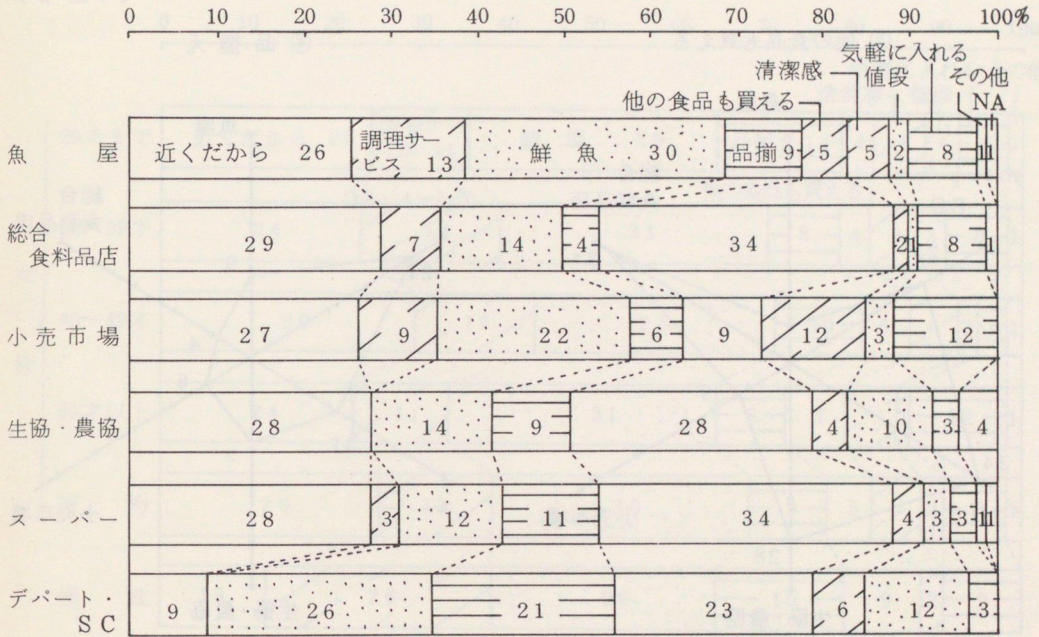 0 10 20 30 40 50 60 70 80 90 100%
気軽に入れる
清潔感 値段 その他
他の食品も買える NA
魚屋 近くだから 26 調理サービス 13 鮮魚 30 品揃 9 5 5 2 8 1 1
総合食料品店 29 7 14 4 34 2 1 8 1
小売市場 27 9 22 6 9 12 3 12
生協・農協 28 14 9 28 4 10 3 4
スーパー 28 3 12 11 34 4 3 3 1 1
デパート・SC 9 26 21 23 6 12 3